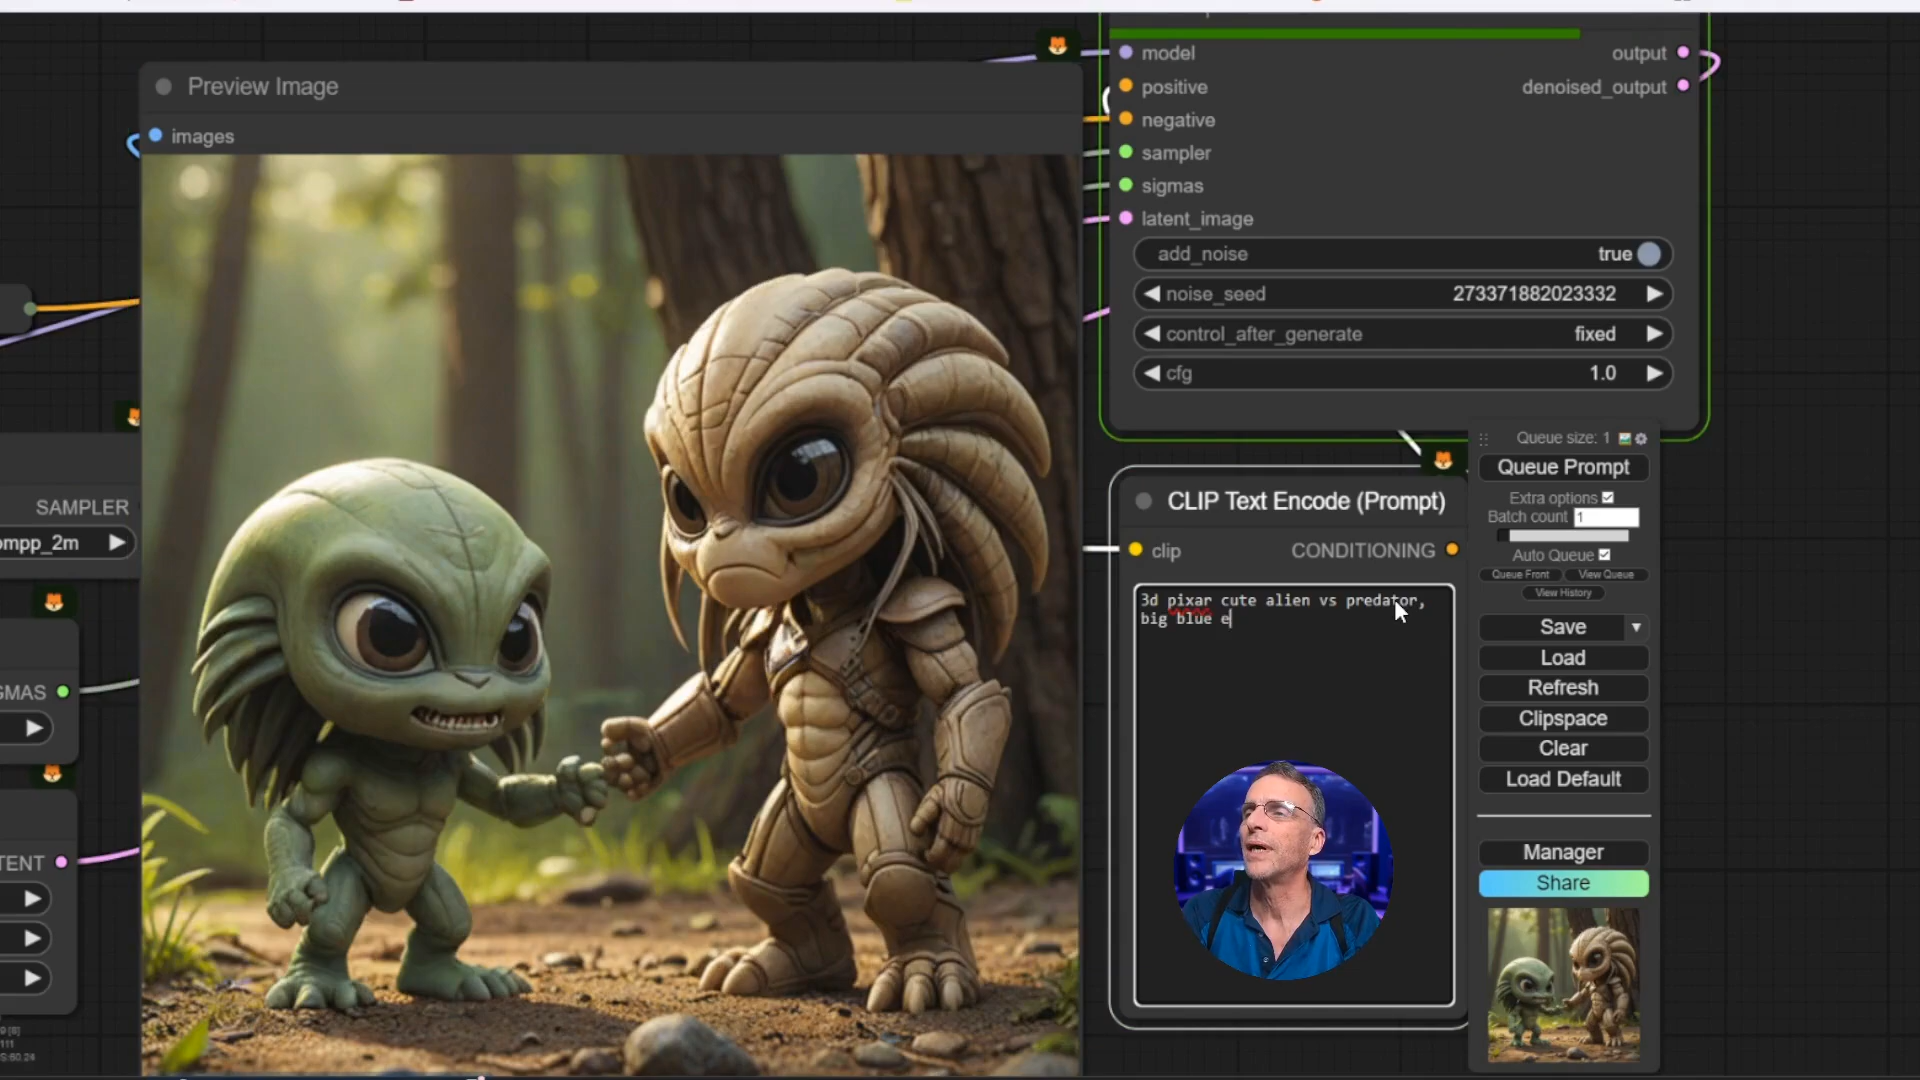 Preview Image
images
model
positive
negative
sampler
sigmas
latent_image
output
denoised_output
add_noise true
noise_seed 273371882023332
control_after_generate fixed
cfg 1.0
SAMPLER
ompp_2m
GMAS
TENT
CLIP Text Encode (Prompt)
clip CONDITIONING
3d pixar cute alien vs predator,
big blue e
Queue size: 1
Queue Prompt
Extra options
Batch count 1
Auto Queue
Queue Front View Queue
View History
Save
Load
Refresh
Clipspace
Clear
Load Default
Manager
Share